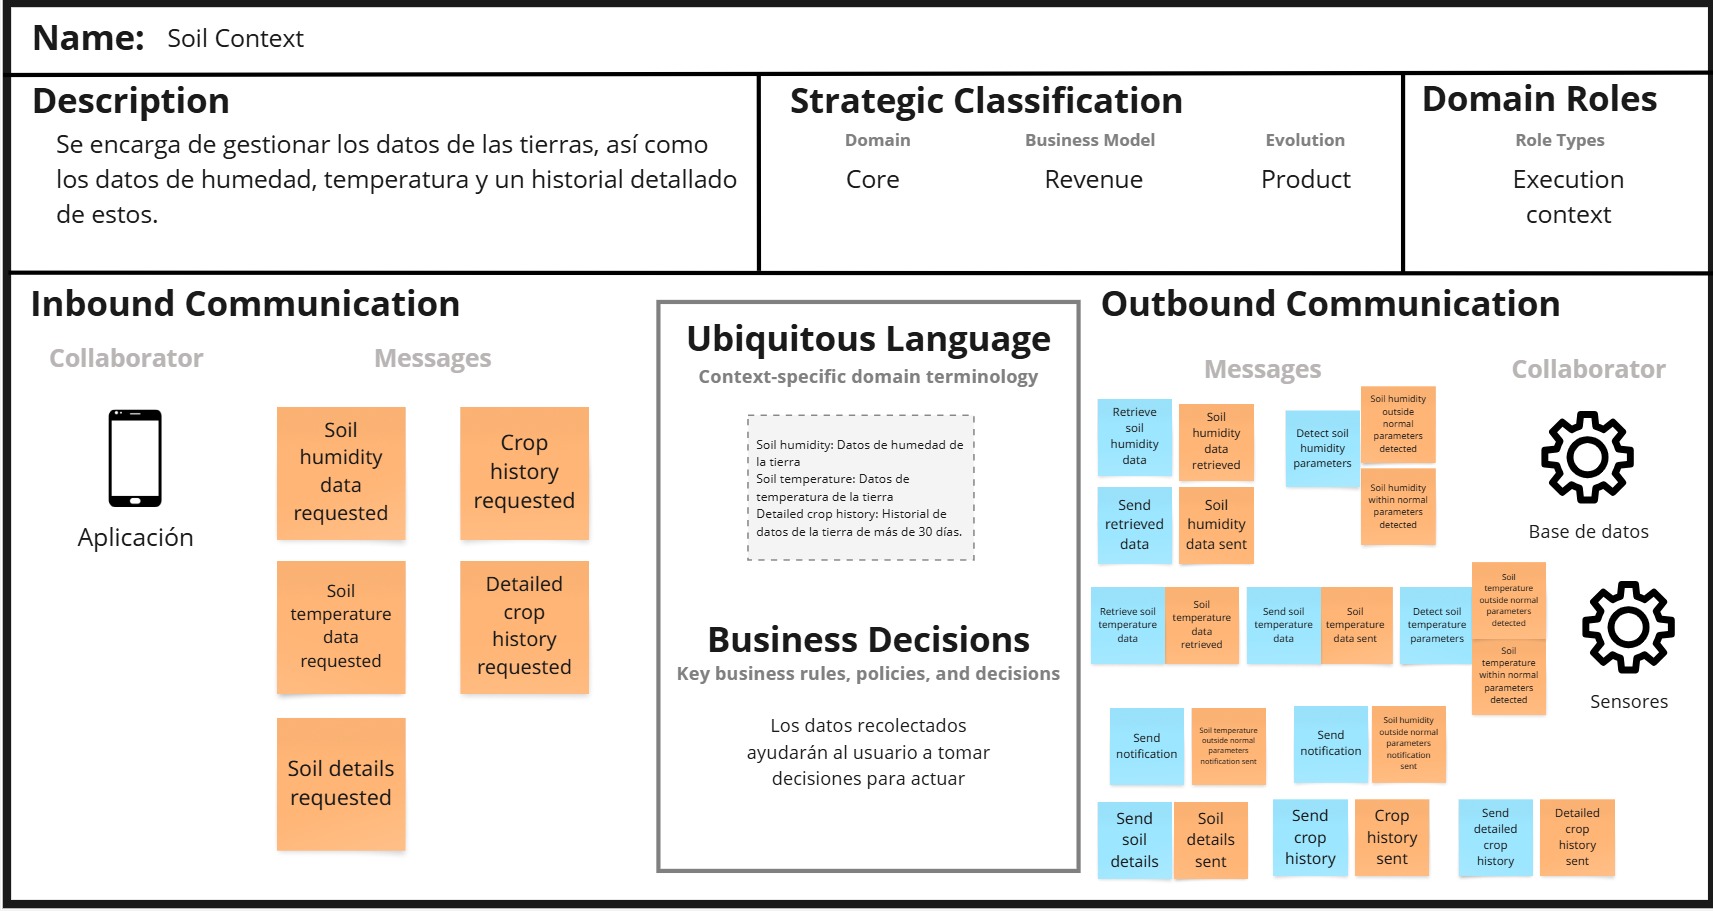 Name: Soil Context
Description
Se encarga de gestionar los datos de las tierras, así como
los datos de humedad, temperatura y un historial detallado
de estos.
Strategic Classification
Domain
Business Model
Evolution
Core
Revenue
Product
Domain Roles
Role Types
Execution
context
Inbound Communication
Collaborator
Messages
Aplicación
Soil
humidity
data
requested
Crop
history
requested
Soil
temperature
data
requested
Detailed
crop
history
requested
Soil details
requested
Ubiquitous Language
Context-specific domain terminology
Soil humidity: Datos de humedad de
la tierra
Soil temperature: Datos de
temperatura de la tierra
Detailed crop history: Historial de
datos de la tierra de más de 30 días.
Business Decisions
Key business rules, policies, and decisions
Los datos recolectados
ayudarán al usuario a tomar
decisiones para actuar
Outbound Communication
Messages
Collaborator
Retrieve
soil
humidity
data
Soil
humidity
data
retrieved
Detect soil
humidity
parameters
Soil humidity
outside
normal
parameters
detected
Soil humidity
within normal
parameters
detected
Send
retrieved
data
Soil
humidity
data sent
Base de datos
Retrieve soil
temperature
data
Soil
temperature
data
retrieved
Send soil
temperature
data
Soil
temperature
data sent
Detect soil
temperature
parameters
Soil
temperature
outside normal
parameters
detected
Soil
temperature
within normal
parameters
detected
Sensores
Send
notification
Soil temperature
outside normal
parameters
notification sent
Send
notification
Soil humidity
outside normal
parameters
notification
sent
Send
soil
details
Soil
details
sent
Send
crop
history
Crop
history
sent
Send
detailed
crop
history
Detailed
crop
history
sent